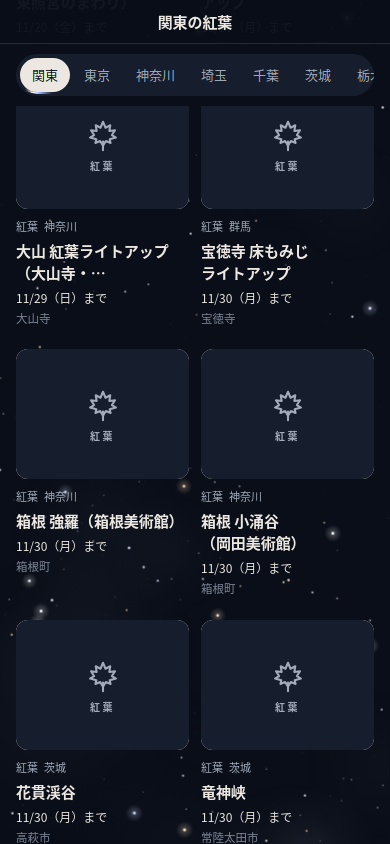 関東の紅葉
関東 東京 神奈川 埼玉 千葉 茨城
紅葉
紅葉
紅葉 神奈川
大山 紅葉ライトアップ
（大山寺・…
11/29（日）まで
大山寺
紅葉 群馬
宝徳寺 床もみじ
ライトアップ
11/30（月）まで
宝徳寺
紅葉
紅葉
紅葉 神奈川
箱根 強羅（箱根美術館）
11/30（月）まで
箱根町
紅葉 神奈川
箱根 小涌谷
（岡田美術館）
11/30（月）まで
箱根町
紅葉
紅葉
紅葉 茨城
花貫渓谷
11/30（月）まで
高萩市
紅葉 茨城
竜神峡
11/30（月）まで
常陸太田市